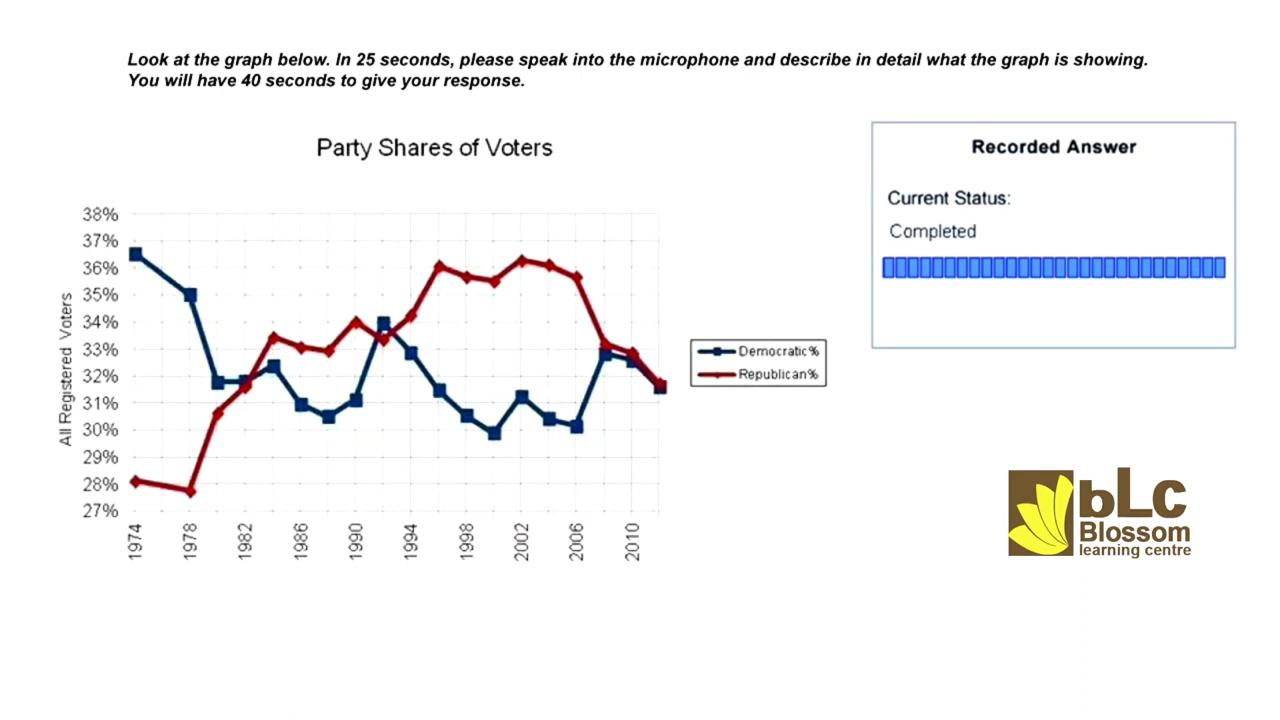 Look at the graph below. In 25 seconds, please speak into the microphone and describe in detail what the graph is showing.
You will have 40 seconds to give your response.
Party Shares of Voters
38%
37%
36%
35%
34%
33%
32%
31%
30%
29%
28%
27%
All Registered Voters
1974
1978
1982
1986
1990
1994
1998
2002
2006
2010
Democratic%
Republican%
Recorded Answer
Current Status:
Completed
bLc
Blossom
learning centre